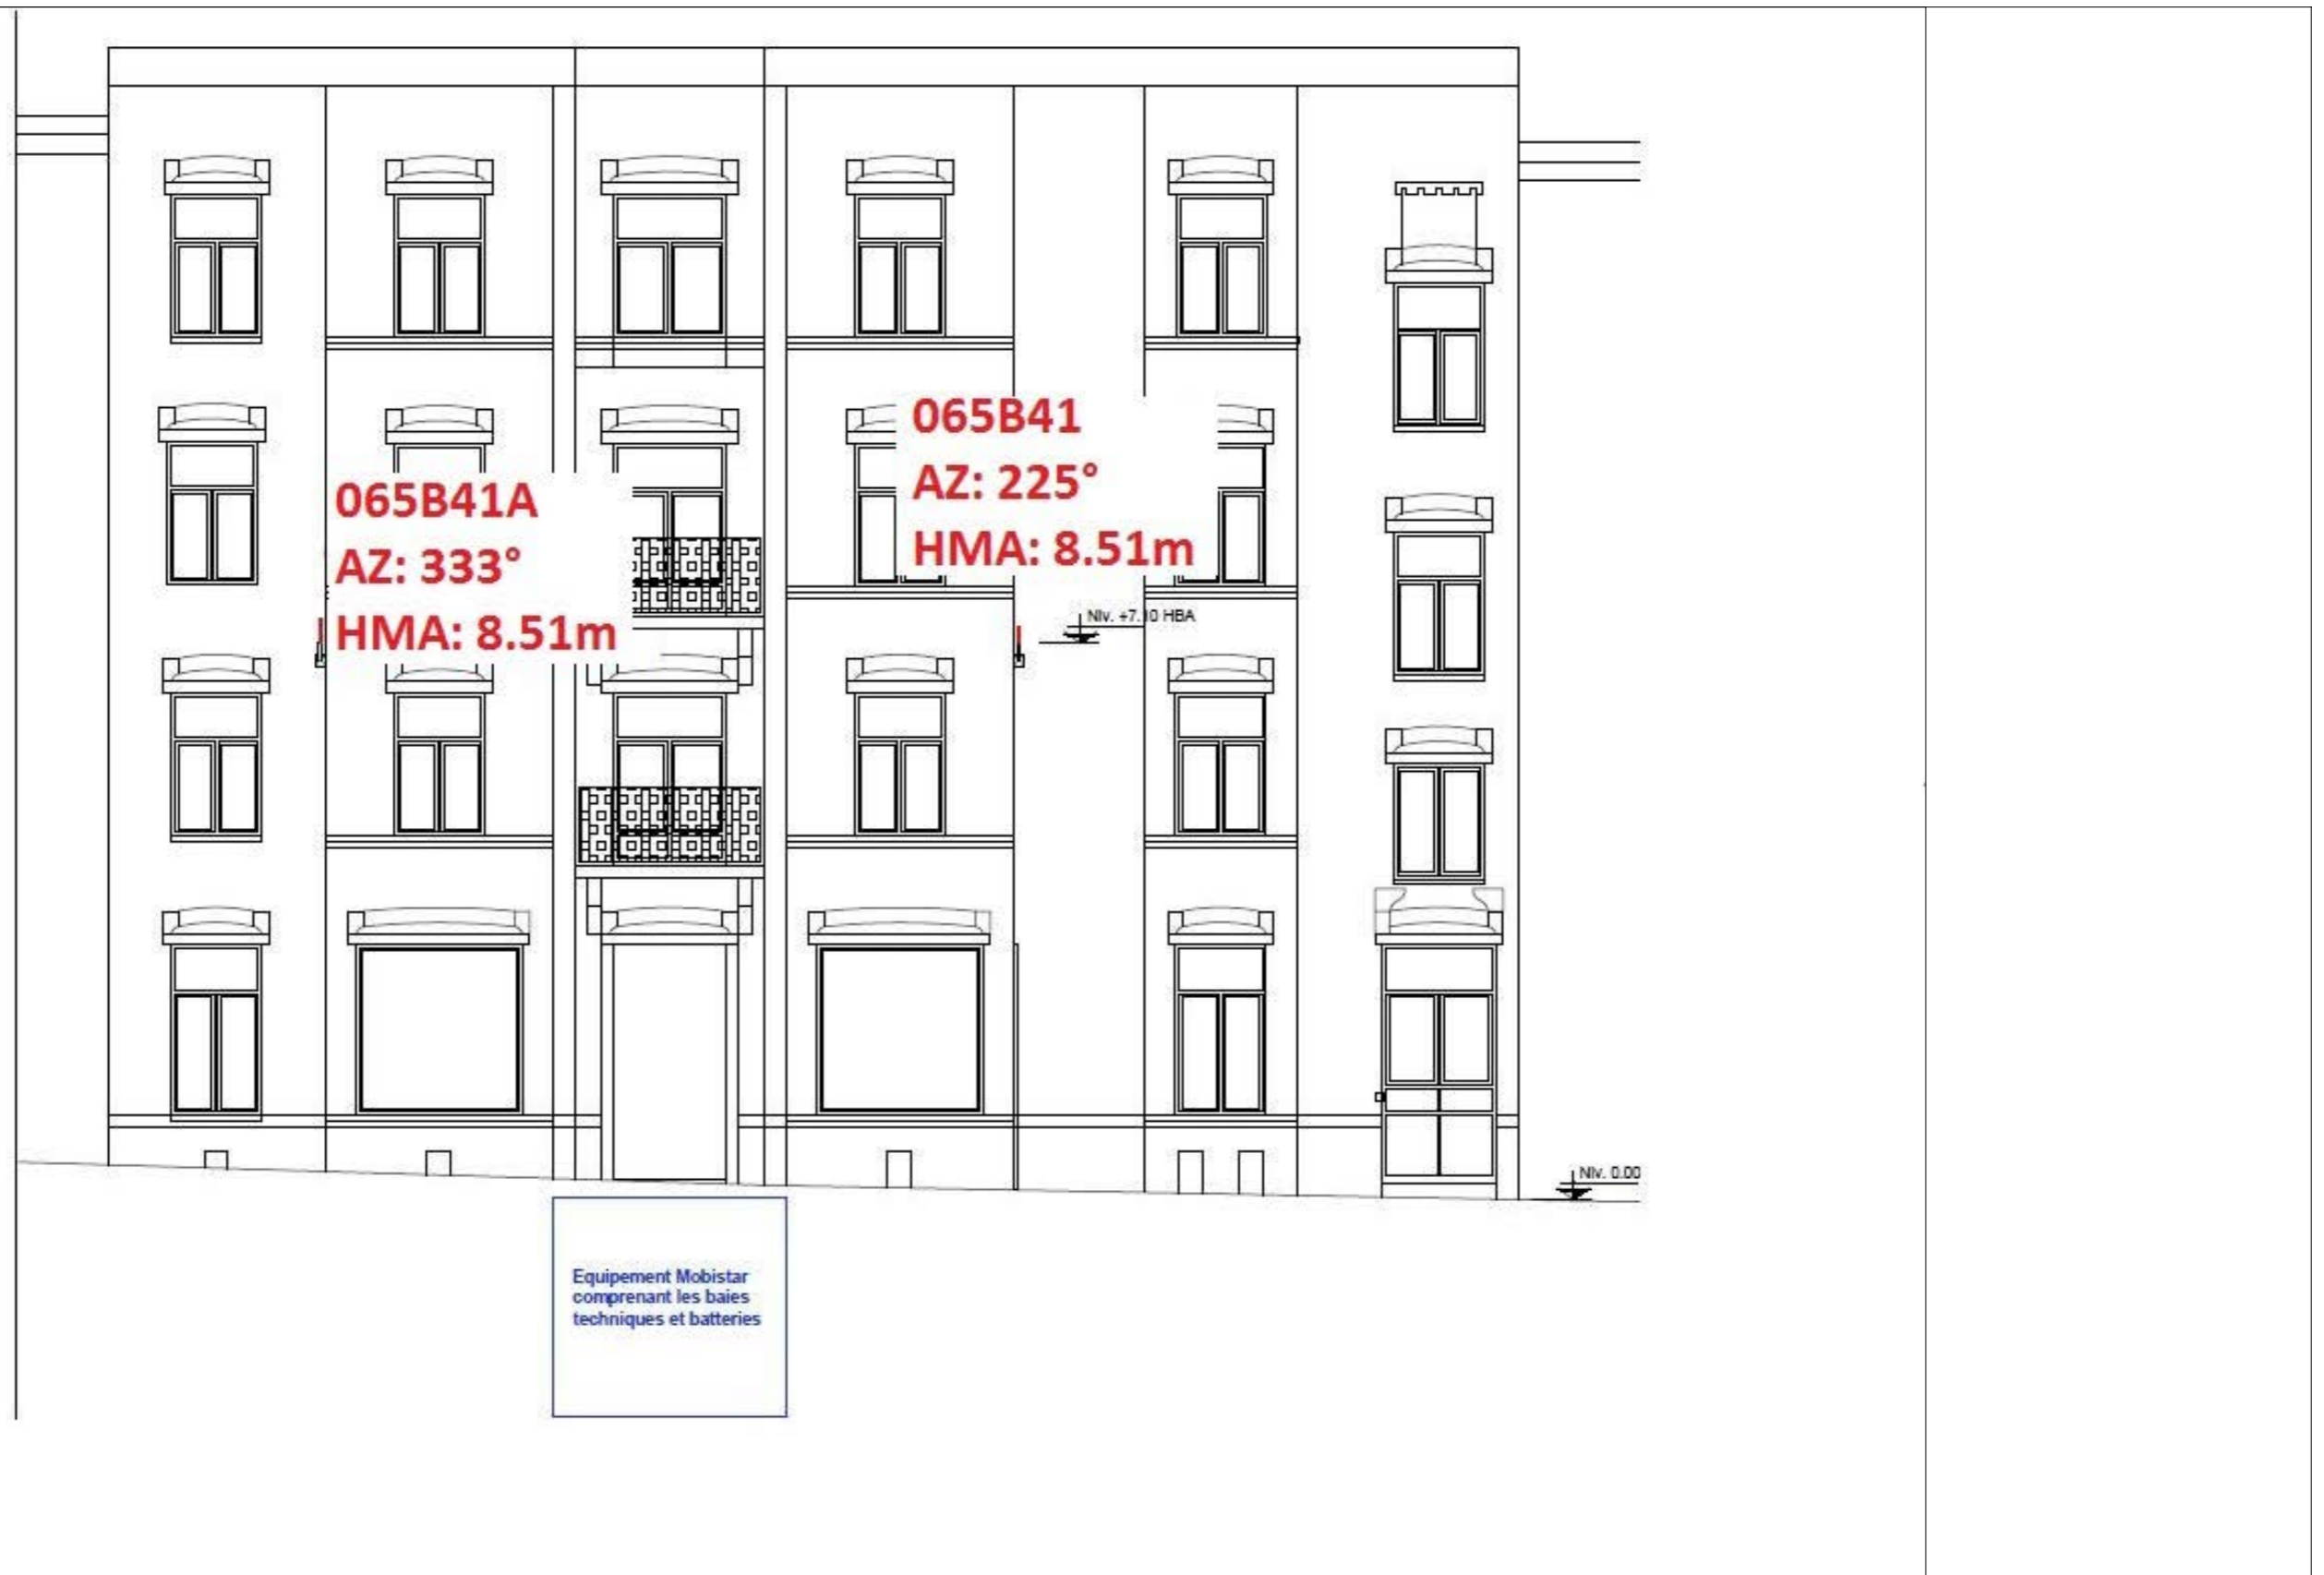 065B41
AZ: 225°
HMA: 8.51m
065B41A
AZ: 333°
HMA: 8.51m
Niv. +7.10 HBA
Niv. 0.00
Equipement Mobistar
comprenant les baies
techniques et batteries